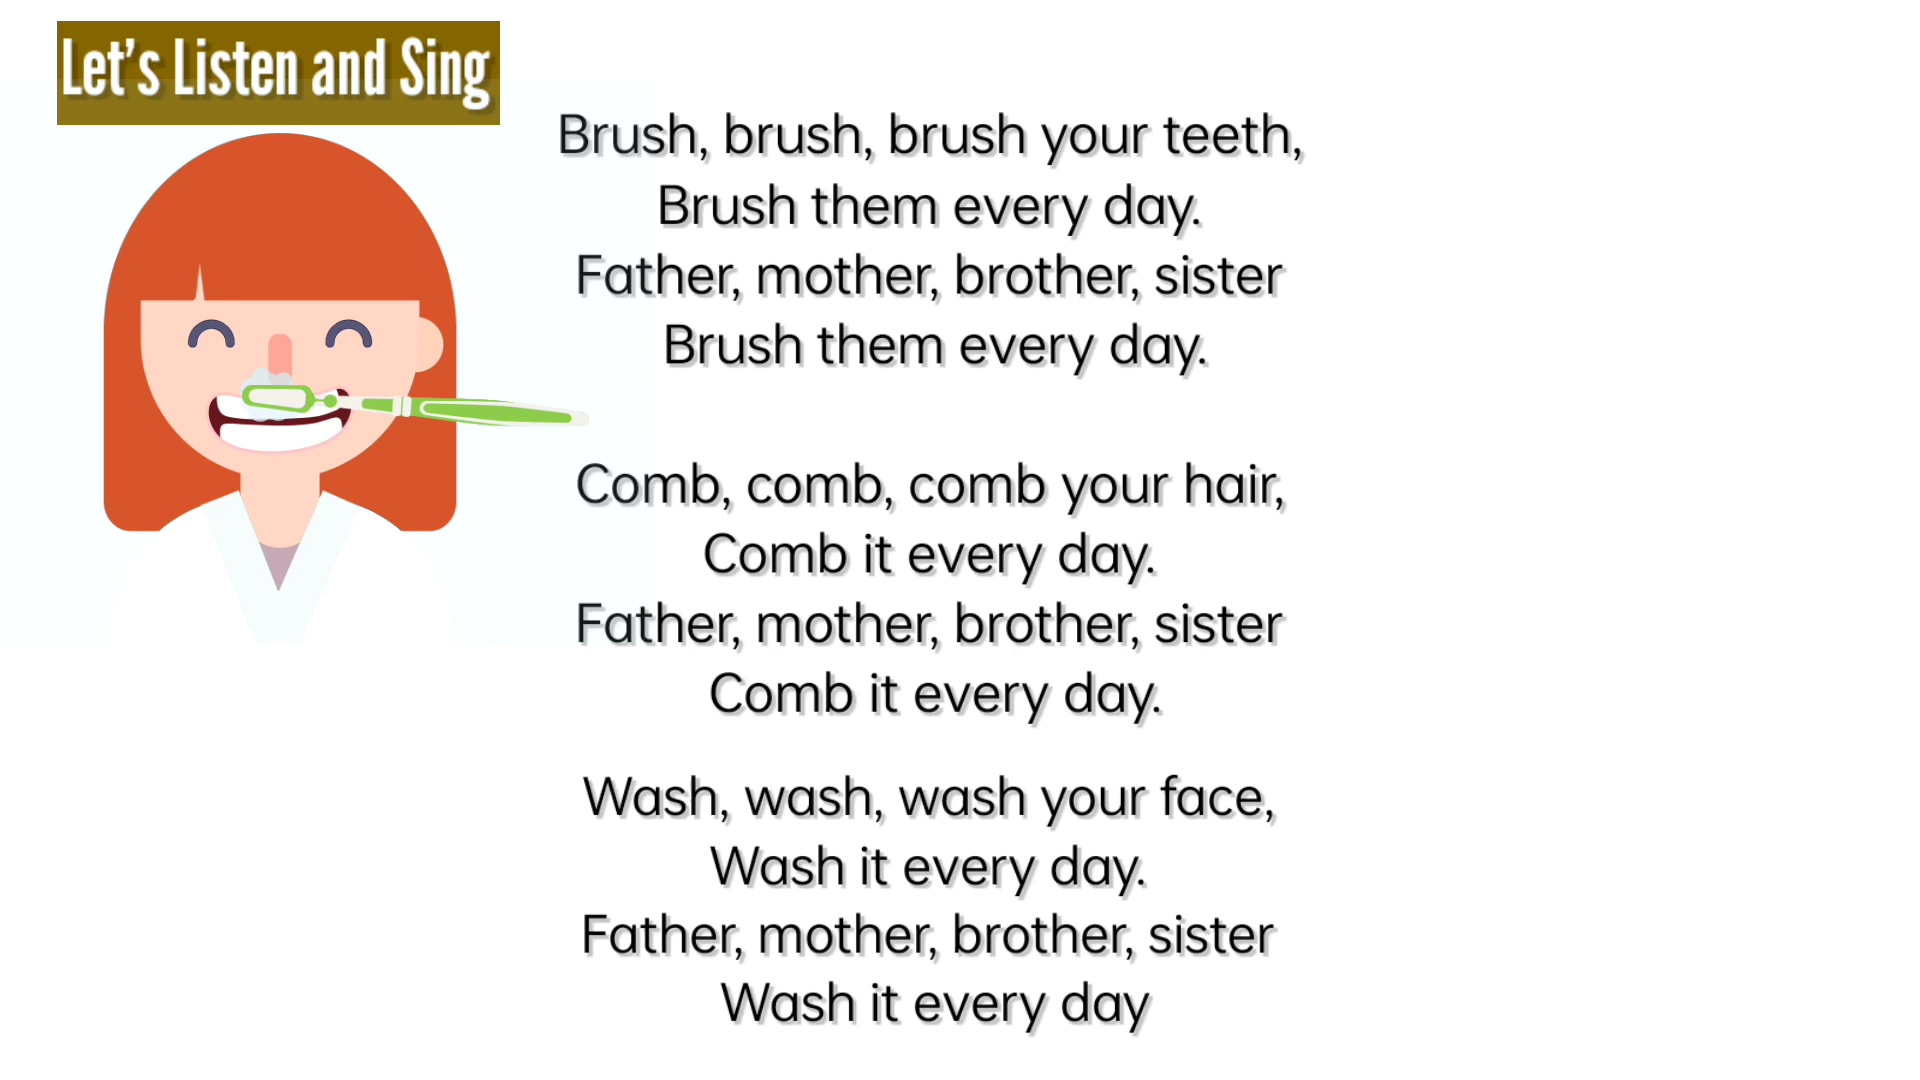 Let's Listen and Sing
Brush, brush, brush your teeth,
Brush them every day.
Father, mother, brother, sister
Brush them every day.
Comb, comb, comb your hair,
Comb it every day.
Father, mother, brother, sister
Comb it every day.
Wash, wash, wash your face,
Wash it every day.
Father, mother, brother, sister
Wash it every day